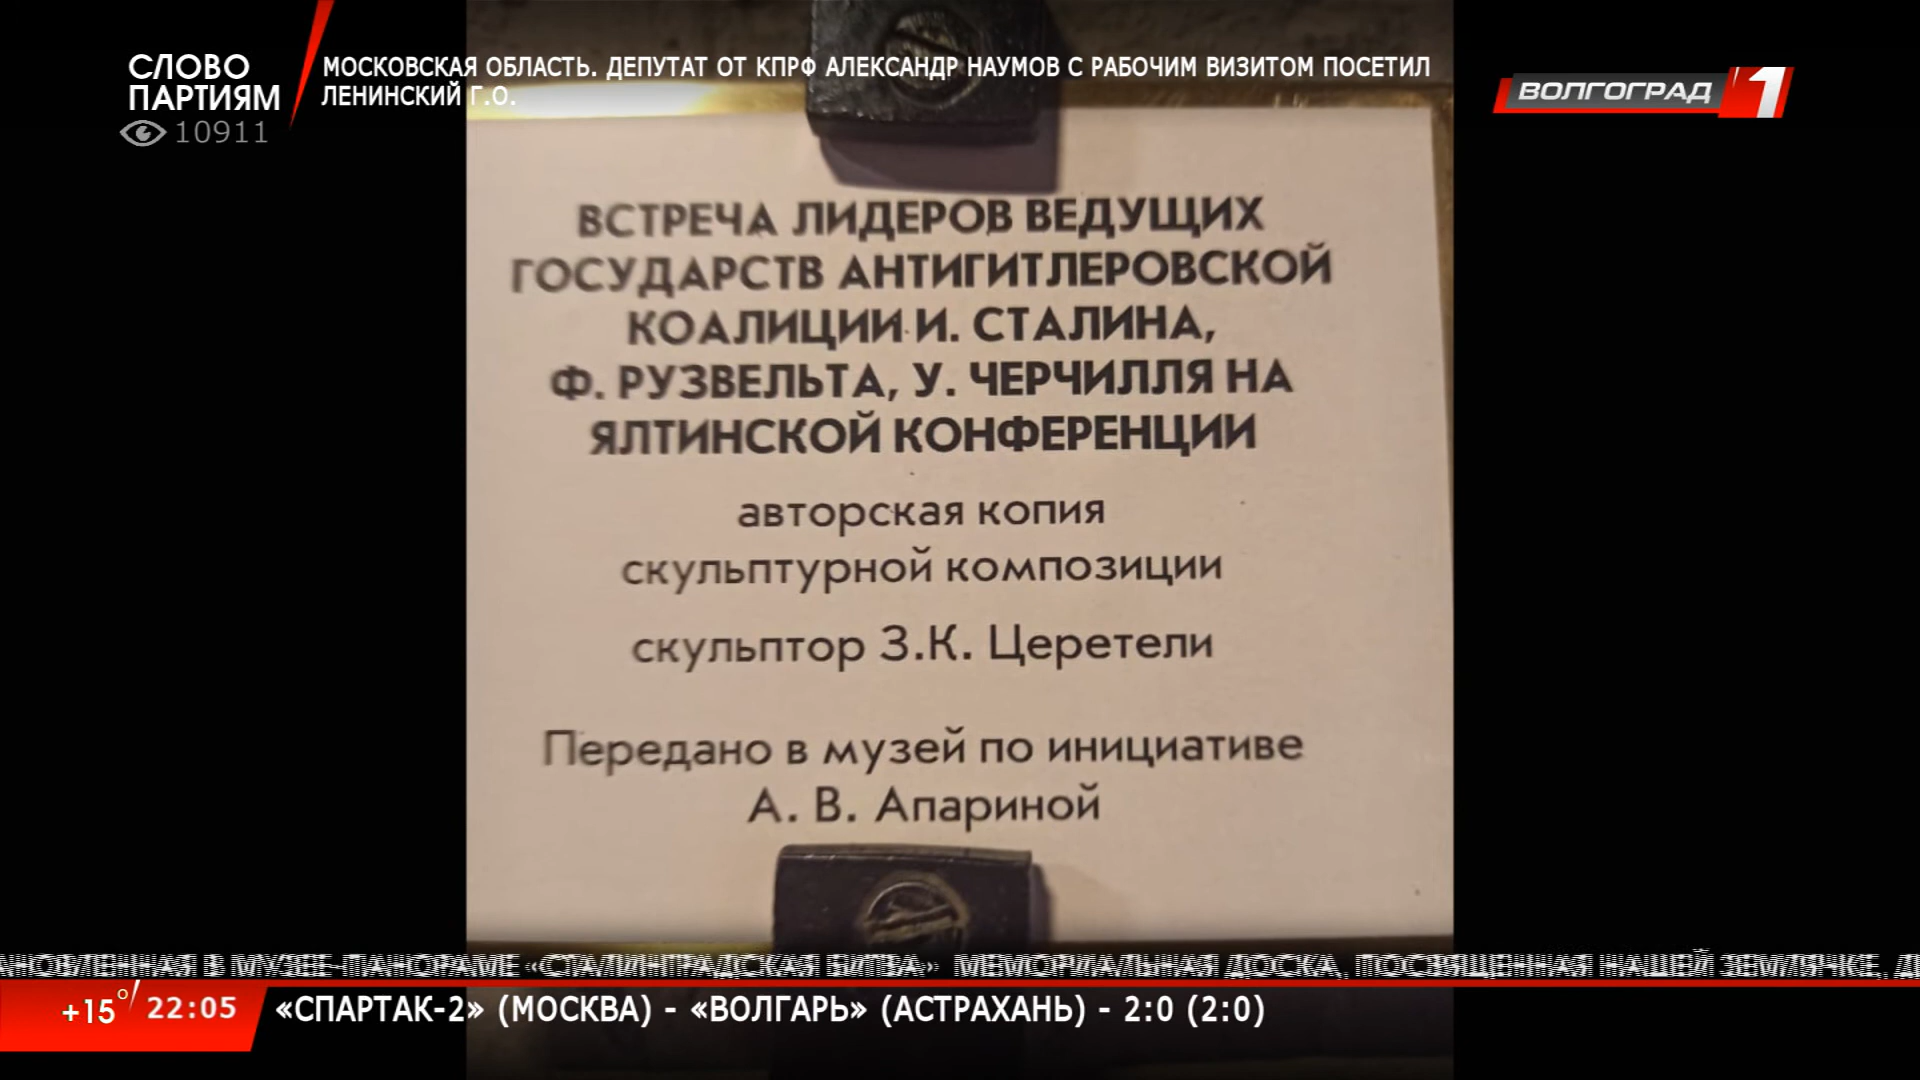 СЛОВО
ПАРТИЯМ
10911
МОСКОВСКАЯ ОБЛАСТЬ. ДЕПУТАТ ОТ КПРФ АЛЕКСАНДР НАУМОВ С РАБОЧИМ ВИЗИТОМ ПОСЕТИЛ
ЛЕНИНСКИЙ Г.О.
ВОЛГОГРАД 1
ВСТРЕЧА ЛИДЕРОВ ВЕДУЩИХ
ГОСУДАРСТВ АНТИГИТЛЕРОВСКОЙ
КОАЛИЦИИ И. СТАЛИНА,
Ф. РУЗВЕЛЬТА, У. ЧЕРЧИЛЛЯ НА
ЯЛТИНСКОЙ КОНФЕРЕНЦИИ
авторская копия
скульптурной композиции
скульптор З.К. Церетели
Передано в музей по инициативе
А. В. Апариной
АНОВЛЕННАЯ В МУЗЕЕ-ПАНОРАМЕ «СТАЛИНГРАДСКАЯ БИТВА» МЕМОРИАЛЬНАЯ ДОСКА, ПОСВЯЩЕННАЯ НАШЕЙ ЗЕМЛЯЧКЕ,
+15° 22:05 «СПАРТАК-2» (МОСКВА) - «ВОЛГАРЬ» (АСТРАХАНЬ) - 2:0 (2:0)